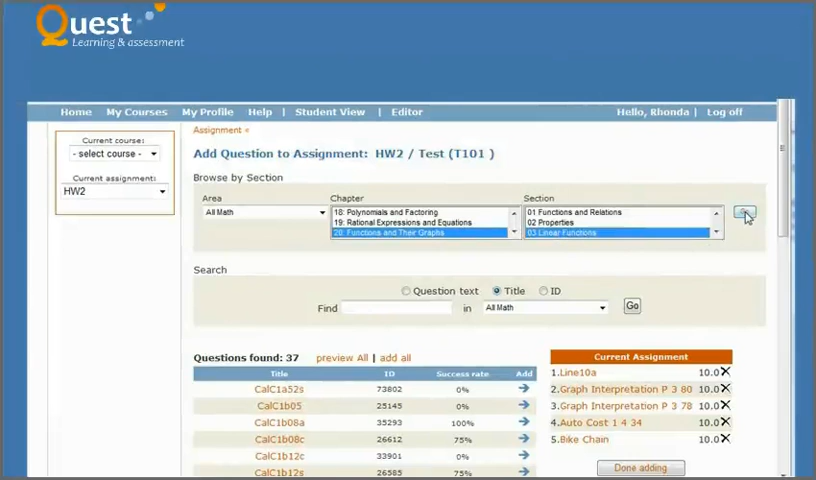 Quest
Learning & assessment
Home My Courses My Profile Help | Student View | Editor Hello, Rhonda | Log off
Current course:
- select course -
Current assignment:
HW2
Assignment «
Add Question to Assignment: HW2 / Test (T101 )
Browse by Section
Area Chapter Section
All Math
18: Polynomials and Factoring
19: Rational Expressions and Equations
20: Functions and Their Graphs
01 Functions and Relations
02 Properties
03 Linear Functions
Search
Question text Title ID
Find in All Math Go
Questions found: 37 preview All | add all
Title ID Success rate Add
CalC1a52s 73802 0%
CalC1b05 25145 0%
CalC1b08a 35293 100%
CalC1b08c 26612 75%
CalC1b12c 33901 0%
CalC1b12s 26585 75%
Current Assignment
1.Line10a 10.0
2.Graph Interpretation P 3 80 10.0
3.Graph Interpretation P 3 78 10.0
4.Auto Cost 1 4 34 10.0
5.Bike Chain 10.0
Done adding